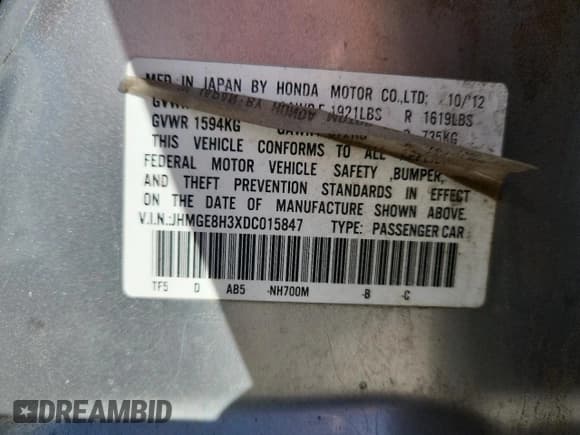 MFD IN JAPAN BY HONDA MOTOR CO.,LTD. 10/'12
GVWR 1921LBS R 1619LBS
GVWR 1594KG R 735KG
THIS VEHICLE CONFORMS TO ALL
FEDERAL MOTOR VEHICLE SAFETY ,BUMPER,
AND THEFT PREVENTION STANDARDS IN EFFECT
ON THE DATE OF MANUFACTURE SHOWN ABOVE.
V.I.N.:JHMGE8H3XDC015847 TYPE: PASSENGER CAR
TF5 D AB5 -NH700M -B -C
DREAMBID